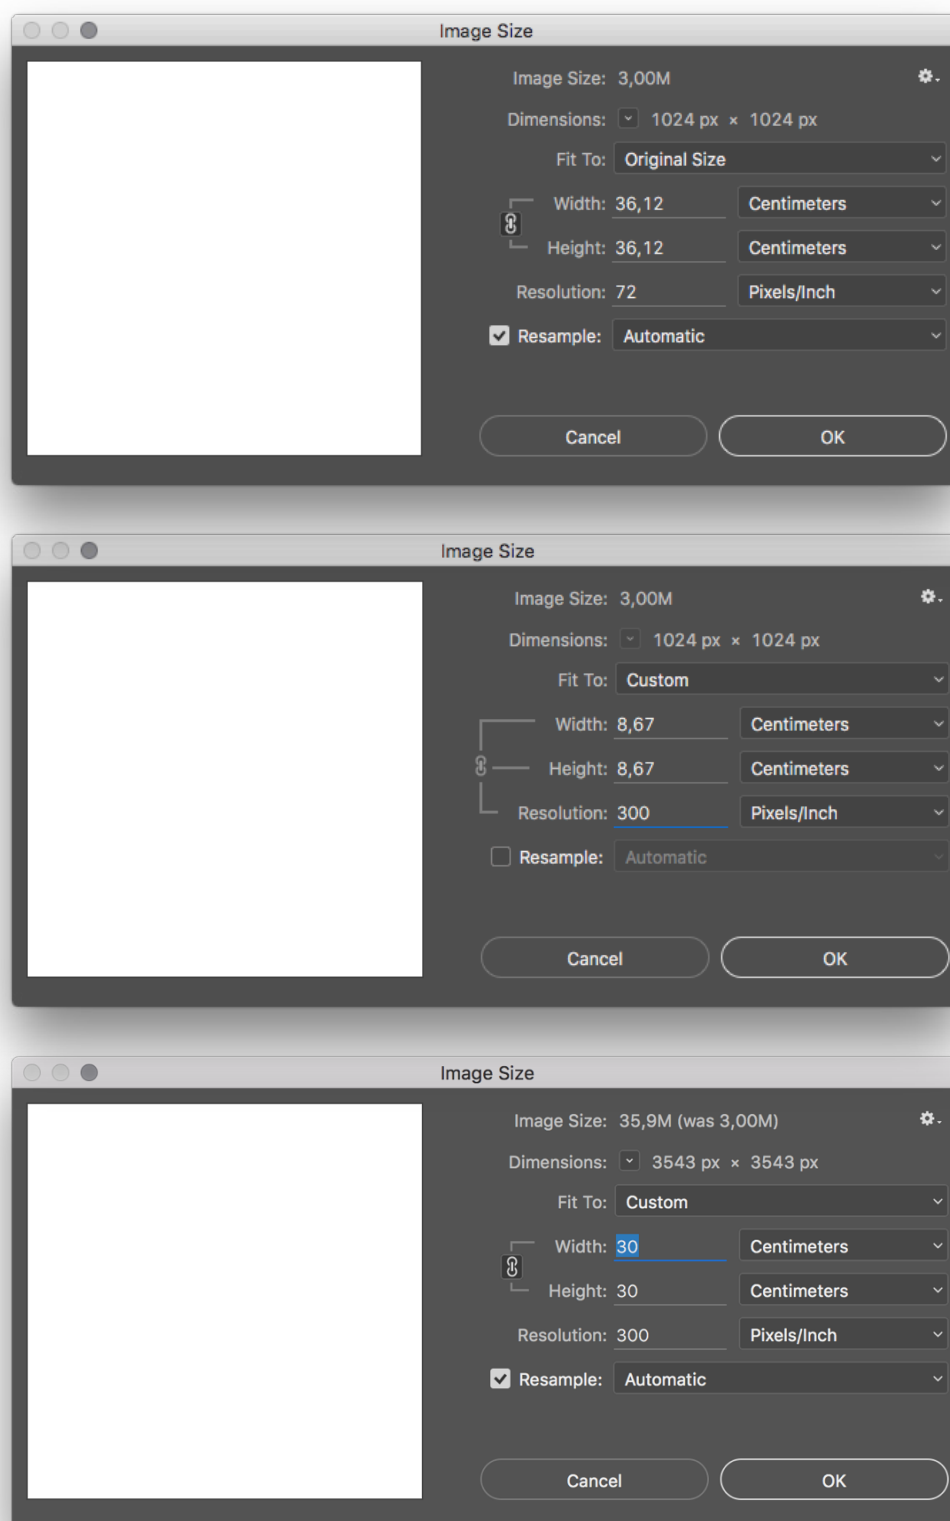 Image Size
Image Size: 3,00M
Dimensions: 1024 px × 1024 px
Fit To: Original Size
Width: 36,12 Centimeters
Height: 36,12 Centimeters
Resolution: 72 Pixels/Inch
Resample: Automatic
Cancel OK
Image Size
Image Size: 3,00M
Dimensions: 1024 px × 1024 px
Fit To: Custom
Width: 8,67 Centimeters
Height: 8,67 Centimeters
Resolution: 300 Pixels/Inch
Resample: Automatic
Cancel OK
Image Size
Image Size: 35,9M (was 3,00M)
Dimensions: 3543 px × 3543 px
Fit To: Custom
Width: 30 Centimeters
Height: 30 Centimeters
Resolution: 300 Pixels/Inch
Resample: Automatic
Cancel OK